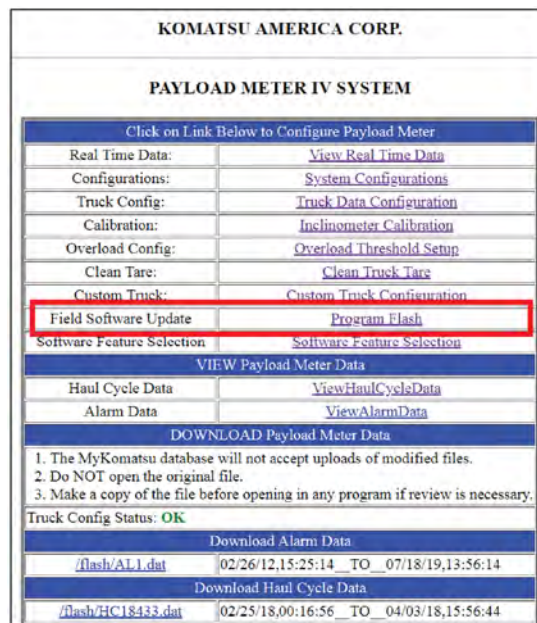 KOMATSU AMERICA CORP.
PAYLOAD METER IV SYSTEM
Click on Link Below to Configure Payload Meter
Real Time Data: View Real Time Data
Configurations: System Configurations
Truck Config: Truck Data Configuration
Calibration: Inclinometer Calibration
Overload Config: Overload Threshold Setup
Clean Tare: Clean Truck Tare
Custom Truck: Custom Truck Configuration
Field Software Update Program Flash
Software Feature Selection Software Feature Selection
VIEW Payload Meter Data
Haul Cycle Data ViewHaulCycleData
Alarm Data ViewAlarmData
DOWNLOAD Payload Meter Data
1. The MyKomatsu database will not accept uploads of modified files.
2. Do NOT open the original file.
3. Make a copy of the file before opening in any program if review is necessary.
Truck Config Status: OK
Download Alarm Data
/flash/AL1.dat 02/26/12,15:25:14__TO__07/18/19,13:56:14
Download Haul Cycle Data
/flash/HC18433.dat 02/25/18,00:16:56__TO__04/03/18,15:56:44